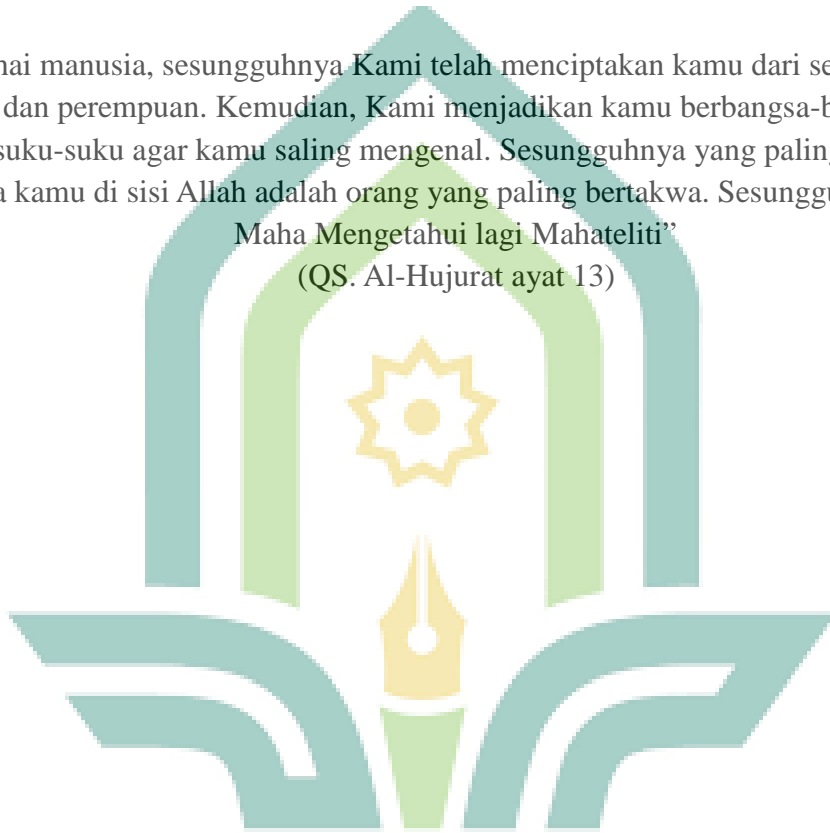 hai manusia, sesungguhnya Kami telah menciptakan kamu dari se
dan perempuan. Kemudian, Kami menjadikan kamu berbangsa-b
suku-suku agar kamu saling mengenal. Sesungguhnya yang paling
a kamu di sisi Allah adalah orang yang paling bertakwa. Sesunggu
Maha Mengetahui lagi Mahateliti”
(QS. Al-Hujurat ayat 13)